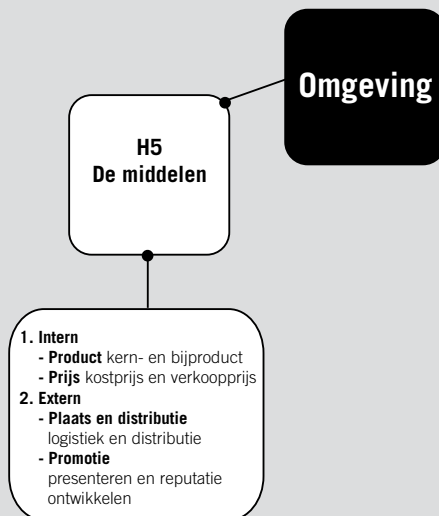 Omgeving
H5
De middelen
1. Intern
- Product kern- en bijproduct
- Prijs kostprijs en verkoopprijs
2. Extern
- Plaats en distributie
logistiek en distributie
- Promotie
presenteren en reputatie
ontwikkelen